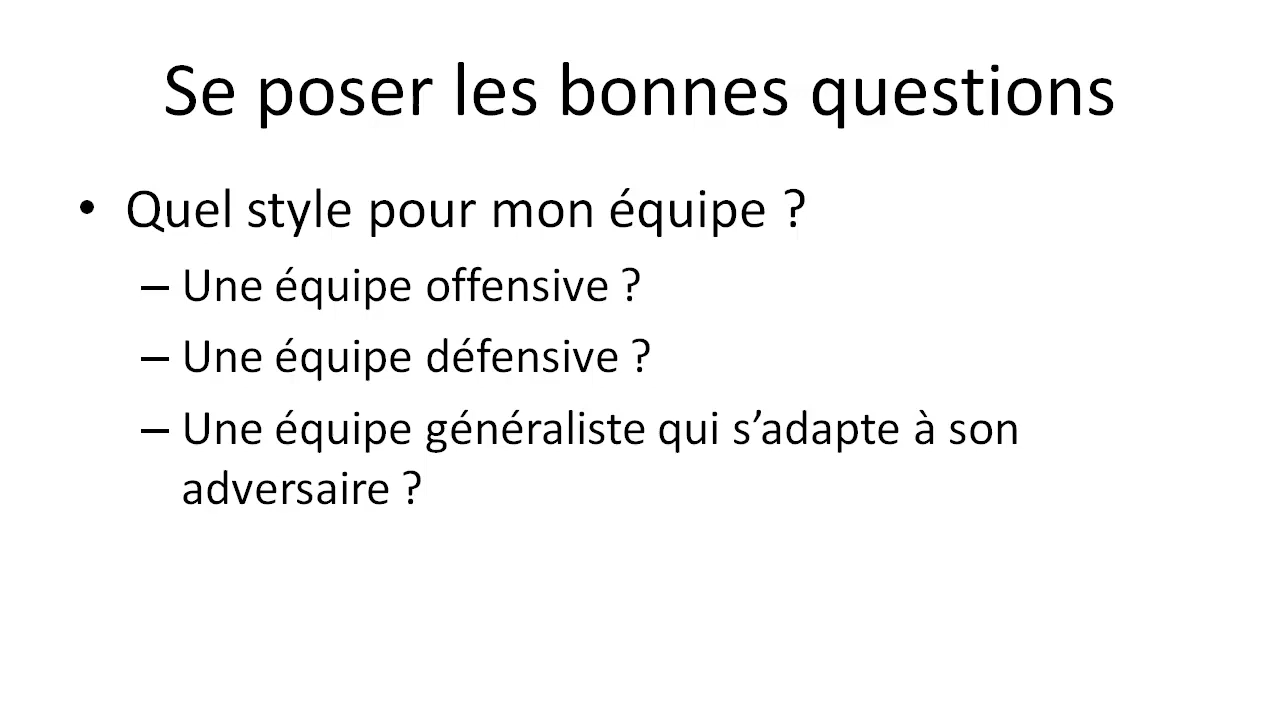 Se poser les bonnes questions
• Quel style pour mon équipe ?
– Une équipe offensive ?
– Une équipe défensive ?
– Une équipe généraliste qui s’adapte à son
adversaire ?